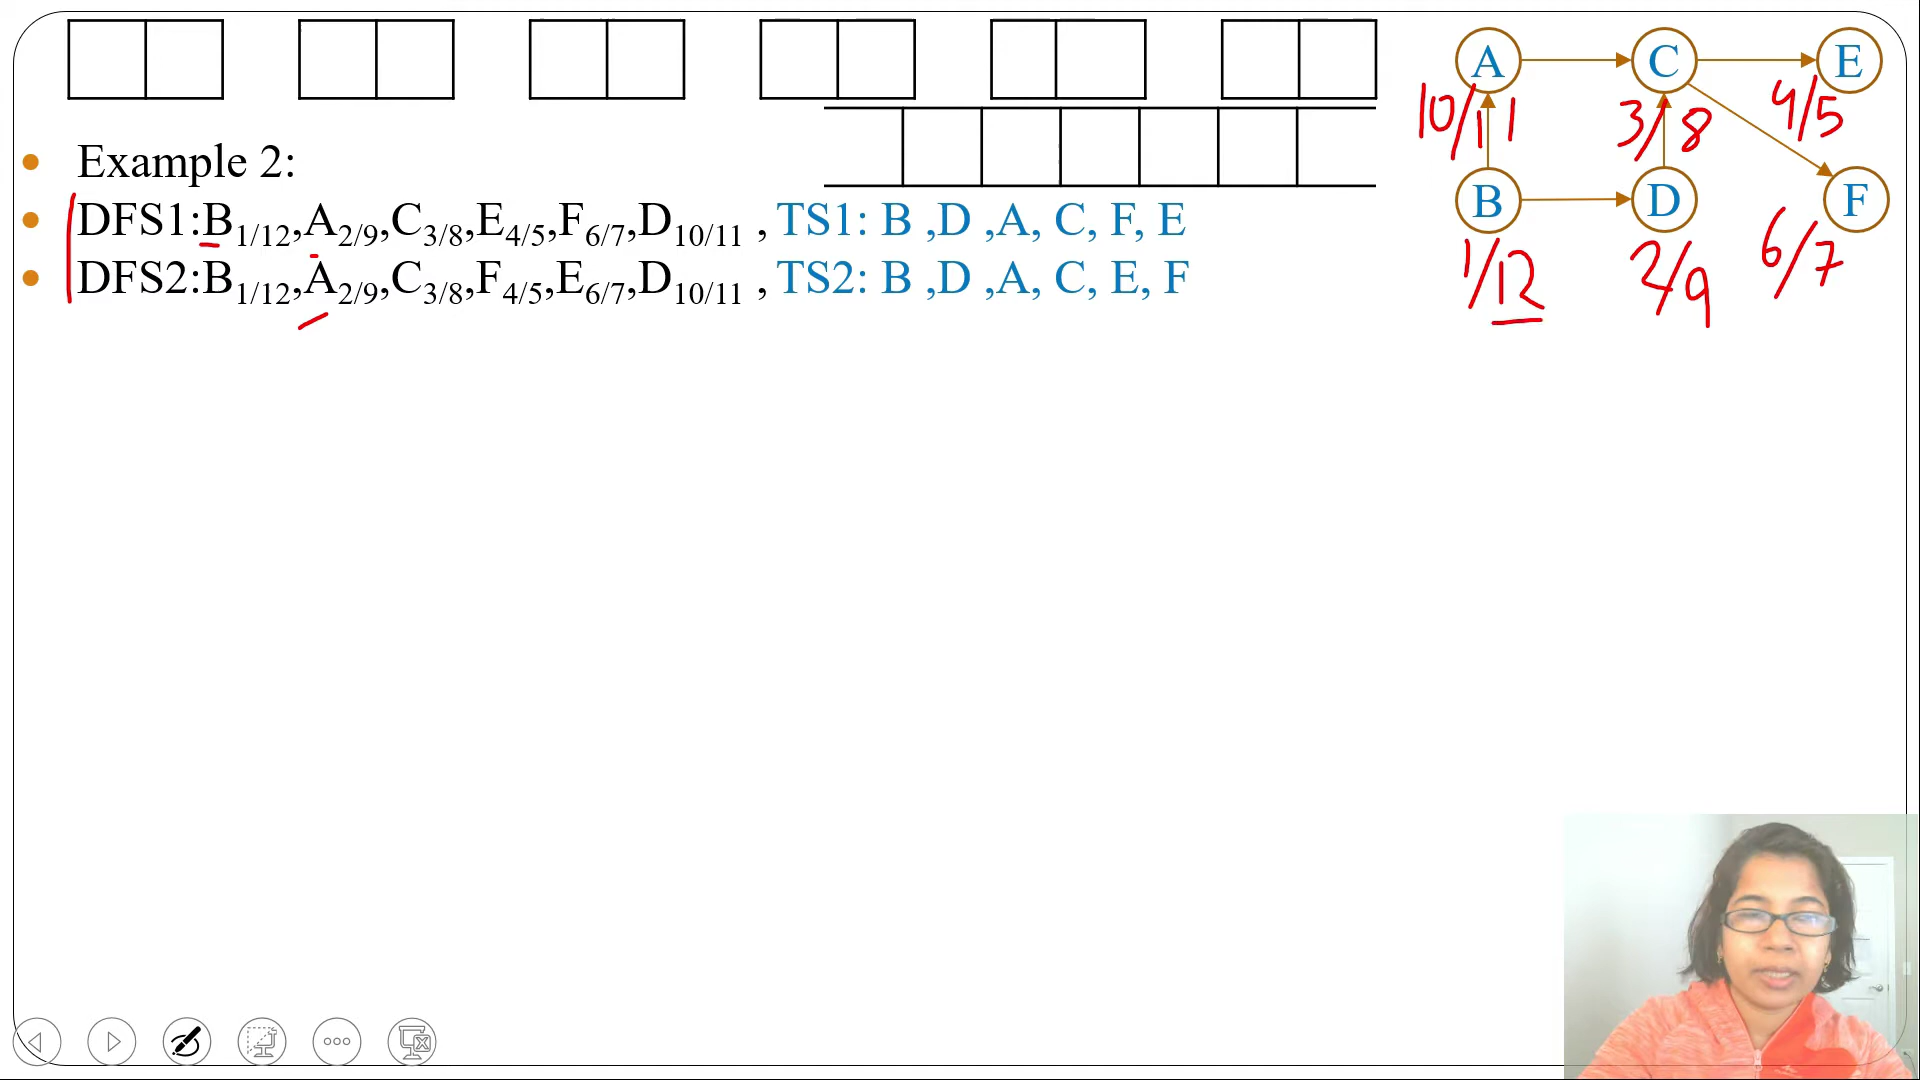 A C E
10/11 3/8 4/5
• Example 2:
B D F
• DFS1:B1/12,A2/9,C3/8,E4/5,F6/7,D10/11 , TS1: B ,D ,A, C, F, E
1/12 2/9 6/7
• DFS2:B1/12,A2/9,C3/8,F4/5,E6/7,D10/11 , TS2: B ,D ,A, C, E, F